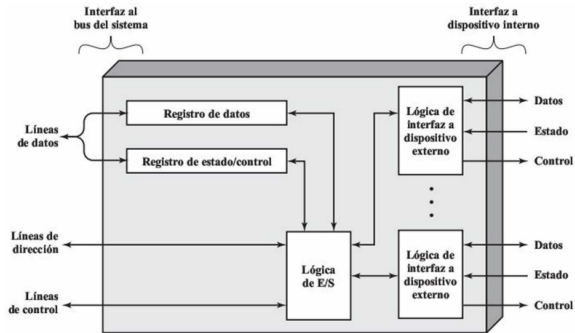 Interfaz al
bus del sistema
Interfaz a
dispositivo interno
Registro de datos
Líneas
de datos
Registro de estado/control
Lógica de
interfaz a
dispositivo
externo
Datos
Estado
Control
Líneas de
dirección
Líneas
de control
Lógica
de E/S
Lógica de
interfaz a
dispositivo
externo
Datos
Estado
Control